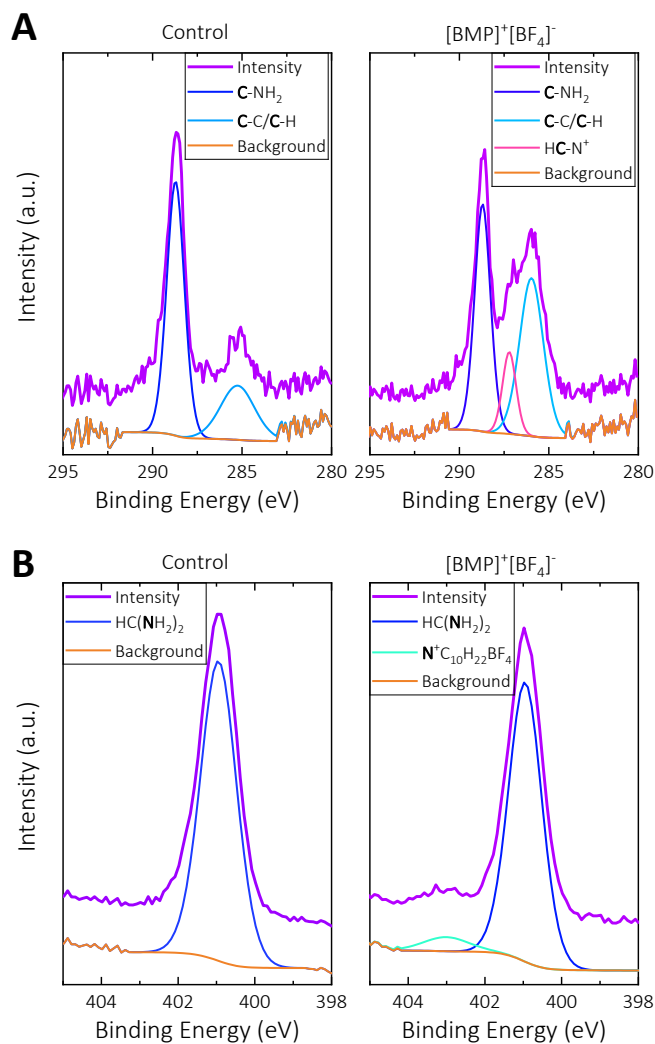 A
Control
[BMP]⁺[BF₄]⁻
Intensity
C-NH₂
C-C/C-H
Background
Intensity
C-NH₂
C-C/C-H
HC-N⁺
Background
Intensity (a.u.)
295 290 285 280
295 290 285 280
Binding Energy (eV)
Binding Energy (eV)
B
Control
[BMP]⁺[BF₄]⁻
Intensity
HC(NH₂)₂
Background
Intensity
HC(NH₂)₂
N⁺C₁₀H₂₂BF₄
Background
Intensity (a.u.)
404 402 400 398
404 402 400 398
Binding Energy (eV)
Binding Energy (eV)